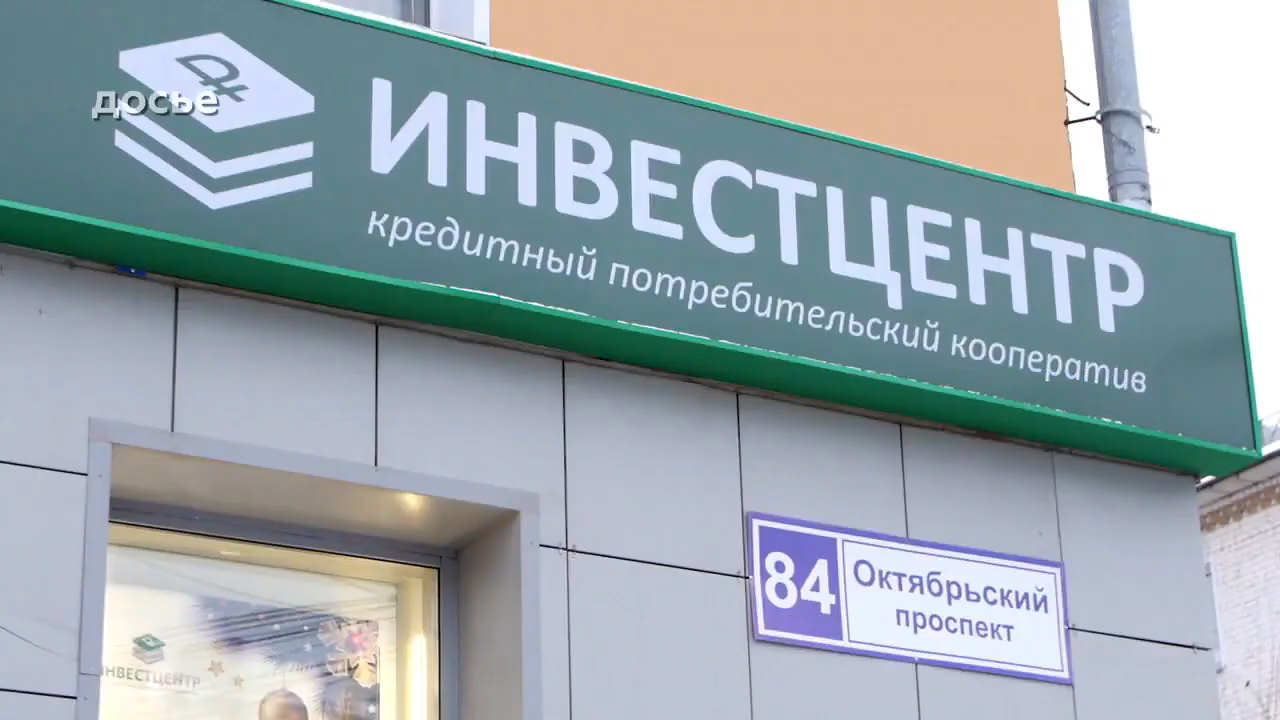 досье
ИНВЕСТЦЕНТР
кредитный потребительский кооператив
84
Октябрьский
проспект
ИНВЕСТЦЕНТР